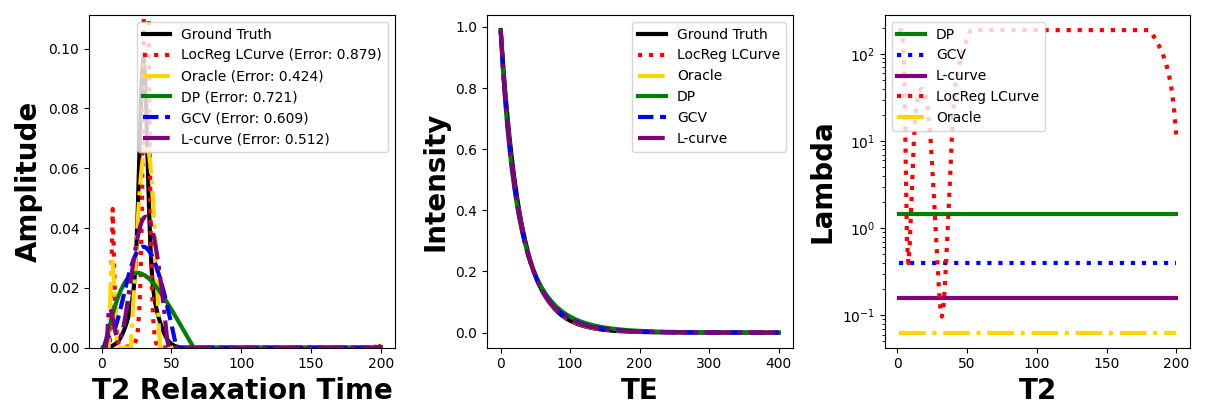 Amplitude
0.10
0.08
0.06
0.04
0.02
0.00
Ground Truth
LocReg LCurve (Error: 0.879)
Oracle (Error: 0.424)
DP (Error: 0.721)
GCV (Error: 0.609)
L-curve (Error: 0.512)
0 50 100 150 200
T2 Relaxation Time
Intensity
1.0
0.8
0.6
0.4
0.2
0.0
Ground Truth
LocReg LCurve
Oracle
DP
GCV
L-curve
0 100 200 300 400
TE
Lambda
10²
10¹
10⁰
10⁻¹
DP
GCV
L-curve
LocReg LCurve
Oracle
0 50 100 150 200
T2